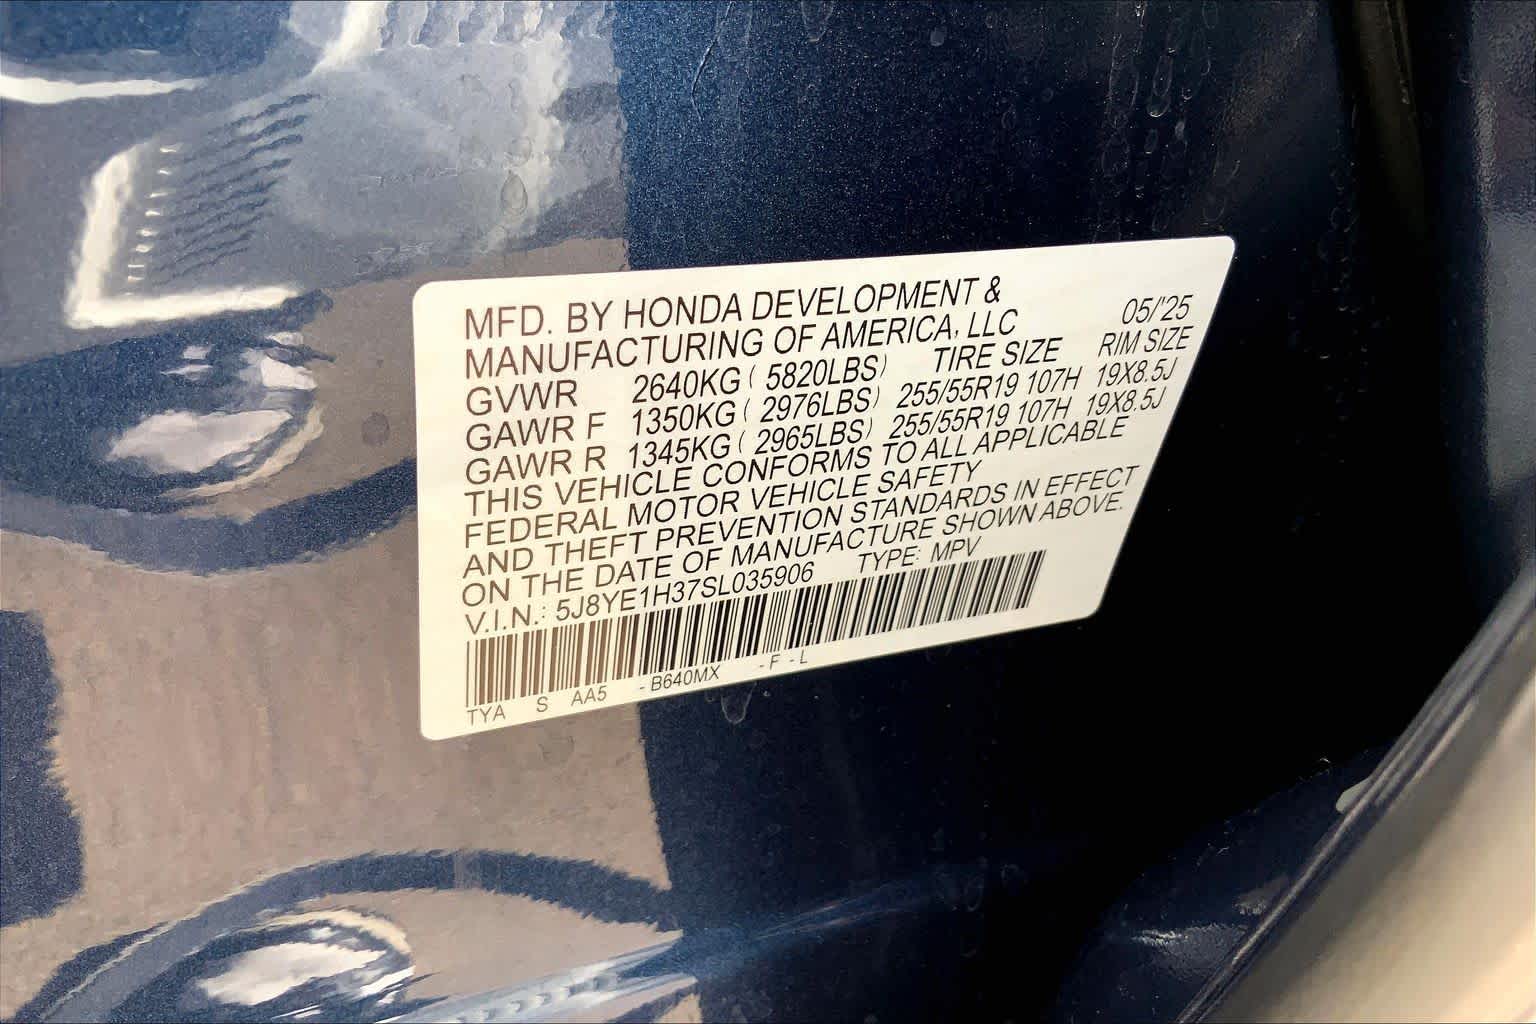 MFD. BY HONDA DEVELOPMENT &
MANUFACTURING OF AMERICA, LLC 05/'25
GVWR 2640KG ( 5820LBS) TIRE SIZE RIM SIZE
GAWR F 1350KG ( 2976LBS) 255/55R19 107H 19X8.5J
GAWR R 1345KG ( 2965LBS) 255/55R19 107H 19X8.5J
THIS VEHICLE CONFORMS TO ALL APPLICABLE
FEDERAL MOTOR VEHICLE SAFETY
AND THEFT PREVENTION STANDARDS IN EFFECT
ON THE DATE OF MANUFACTURE SHOWN ABOVE.
V.I.N.: 5J8YE1H37SL035906 TYPE: MPV
TYA S AA5 - B640MX - F - L